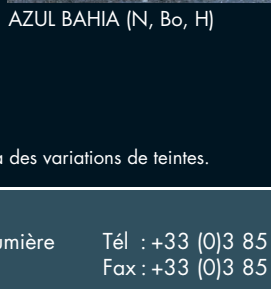 AZUL BAHIA (N, Bo, H)
des variations de teintes.
Tél : +33 (0)3 85
Fax : +33 (0)3 85